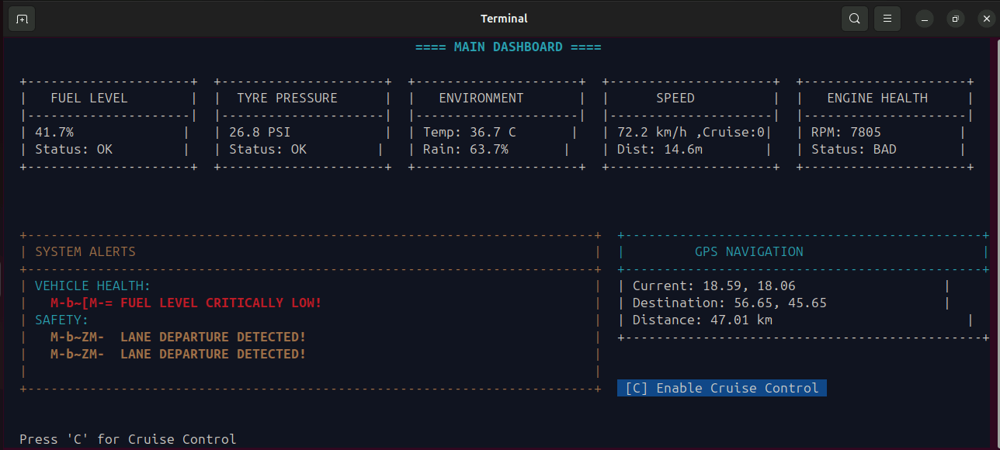 Terminal
==== MAIN DASHBOARD ====
+---------------------+  +---------------------+  +---------------------+  +---------------------+  +---------------------+
|   FUEL LEVEL        |  |  TYRE PRESSURE      |  |   ENVIRONMENT       |  |      SPEED          |  |   ENGINE HEALTH     |
|---------------------|  |---------------------|  |---------------------|  |---------------------|  |---------------------|
| 41.7%              |   | 26.8 PSI            |  | Temp: 36.7 C       |   | 72.2 km/h ,Cruise:0|   | RPM: 7805          |
| Status: OK         |   | Status: OK         |   | Rain: 63.7%       |    | Dist: 14.6m        |   | Status: BAD        |
+---------------------+  +---------------------+  +---------------------+  +---------------------+  +---------------------+
+-------------------------------------------------------------------------+
| SYSTEM ALERTS                                                           |
+-------------------------------------------------------------------------+
| VEHICLE HEALTH:                                                         |
|   M-b~[M-= FUEL LEVEL CRITICALLY LOW!                                   |
| SAFETY:                                                                 |
|   M-b~ZM-  LANE DEPARTURE DETECTED!                                     |
|   M-b~ZM-  LANE DEPARTURE DETECTED!                                     |
|                                                                         |
+-------------------------------------------------------------------------+
+----------------------------------------------+
|         GPS NAVIGATION                       |
+----------------------------------------------+
| Current: 18.59, 18.06                   |
| Destination: 56.65, 45.65               |
| Distance: 47.01 km                         |
+----------------------------------------------+
[C] Enable Cruise Control
Press 'C' for Cruise Control